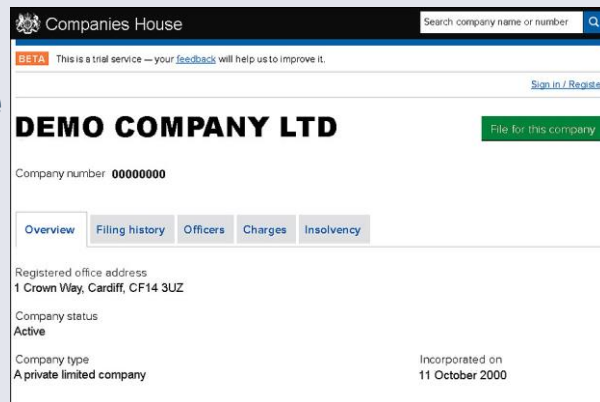 Companies House
Search company name or number
BETA This is a trial service — your feedback will help us to improve it.
Sign in / Registe
DEMO COMPANY LTD
File for this company
Company number 00000000
Overview Filing history Officers Charges Insolvency
Registered office address
1 Crown Way, Cardiff, CF14 3UZ
Company status
Active
Company type
A private limited company
Incorporated on
11 October 2000